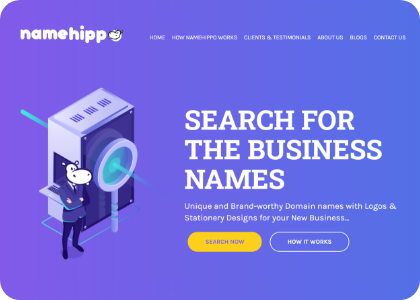 namehippo
HOME HOW NAMEHIPPO WORKS CLIENTS & TESTIMONIALS ABOUT US BLOGS CONTACT US
SEARCH FOR
THE BUSINESS
NAMES
Unique and Brand-worthy Domain names with Logos &
Stationery Designs for your New Business...
SEARCH NOW HOW IT WORKS